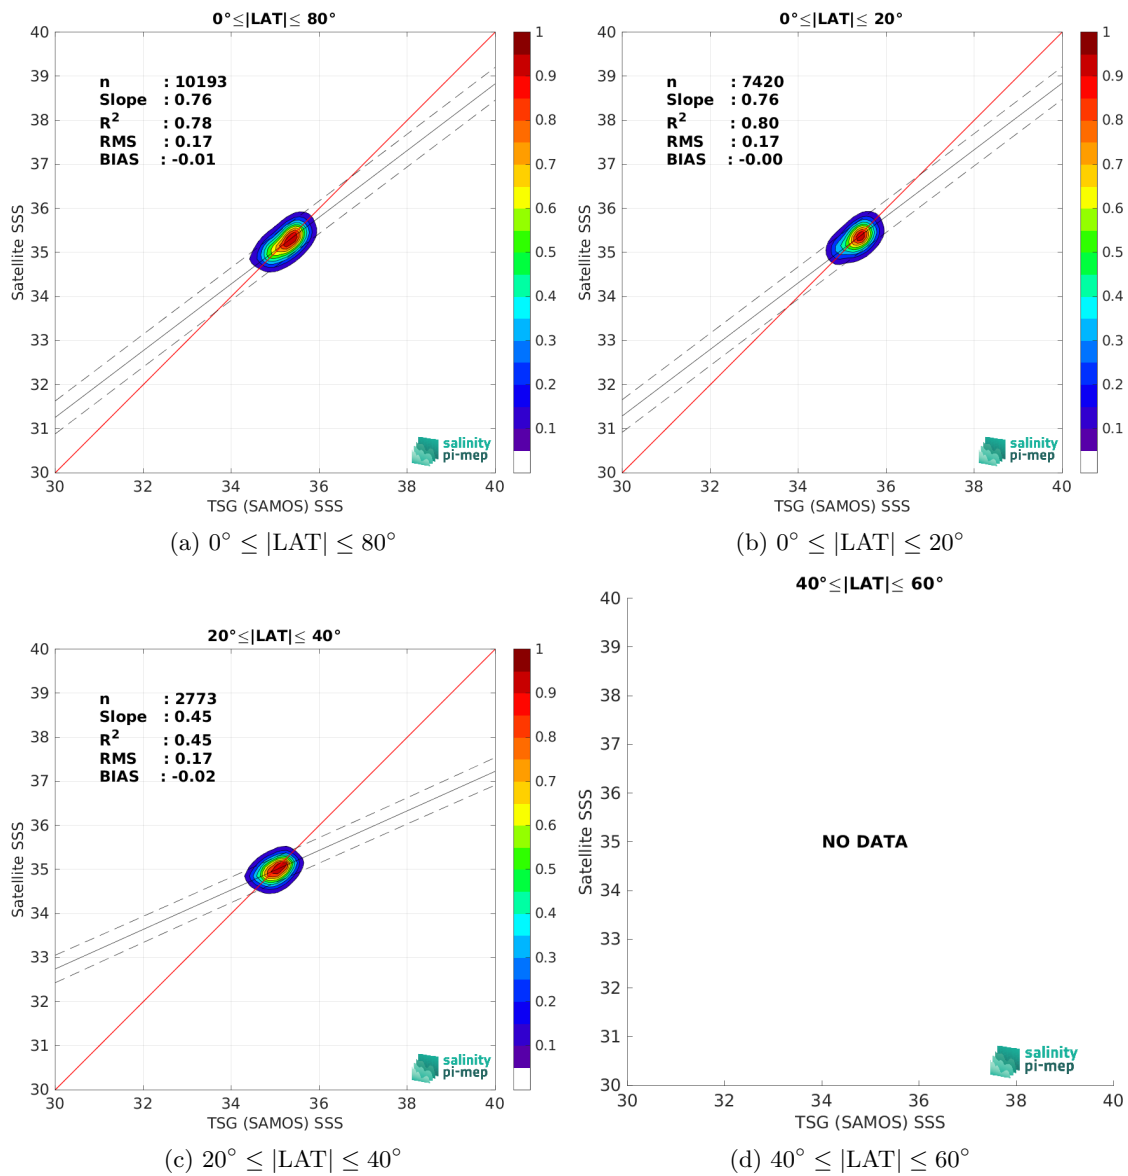 0°≤|LAT|≤ 80°
40
39
38
37
36
35
34
33
32
31
30
Satellite SSS
n : 10193
Slope : 0.76
R² : 0.78
RMS : 0.17
BIAS : -0.01
1
0.9
0.8
0.7
0.6
0.5
0.4
0.3
0.2
0.1
salinity
pi-mep
30 32 34 36 38 40
TSG (SAMOS) SSS
(a) 0° ≤ |LAT| ≤ 80°
0°≤|LAT|≤ 20°
40
39
38
37
36
35
34
33
32
31
30
Satellite SSS
n : 7420
Slope : 0.76
R² : 0.80
RMS : 0.17
BIAS : -0.00
1
0.9
0.8
0.7
0.6
0.5
0.4
0.3
0.2
0.1
salinity
pi-mep
30 32 34 36 38 40
TSG (SAMOS) SSS
(b) 0° ≤ |LAT| ≤ 20°
20°≤|LAT|≤ 40°
40
39
38
37
36
35
34
33
32
31
30
Satellite SSS
n : 2773
Slope : 0.45
R² : 0.45
RMS : 0.17
BIAS : -0.02
1
0.9
0.8
0.7
0.6
0.5
0.4
0.3
0.2
0.1
salinity
pi-mep
30 32 34 36 38 40
TSG (SAMOS) SSS
(c) 20° ≤ |LAT| ≤ 40°
40°≤|LAT|≤ 60°
40
39
38
37
36
35
34
33
32
31
30
Satellite SSS
NO DATA
salinity
pi-mep
30 32 34 36 38 40
TSG (SAMOS) SSS
(d) 40° ≤ |LAT| ≤ 60°